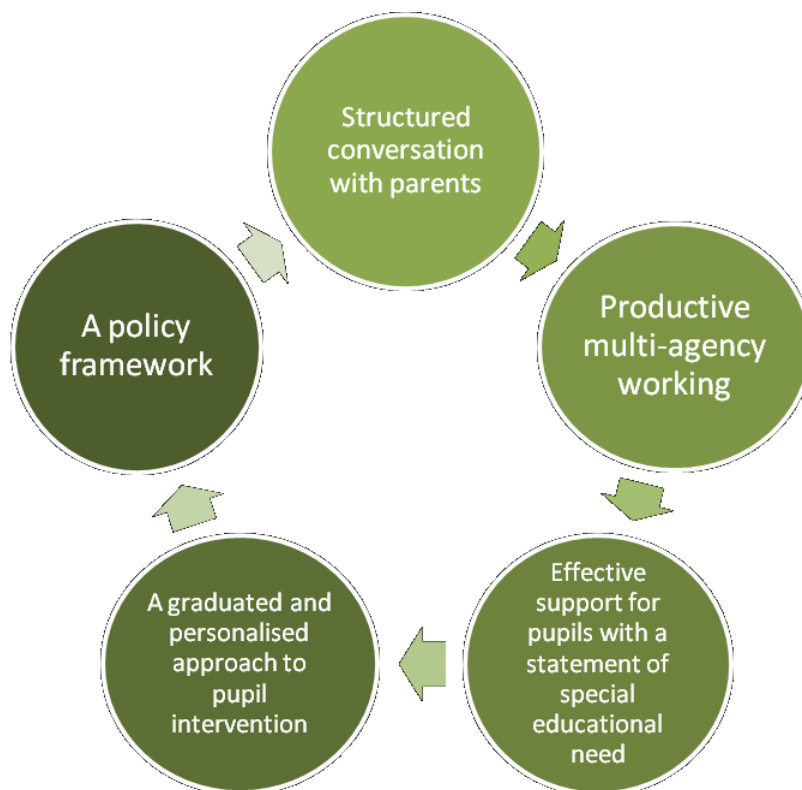 Structured
conversation
with parents
Productive
multi-agency
working
Effective
support for
pupils with a
statement of
special
educational
need
A graduated and
personalised
approach to
pupil
intervention
A policy
framework